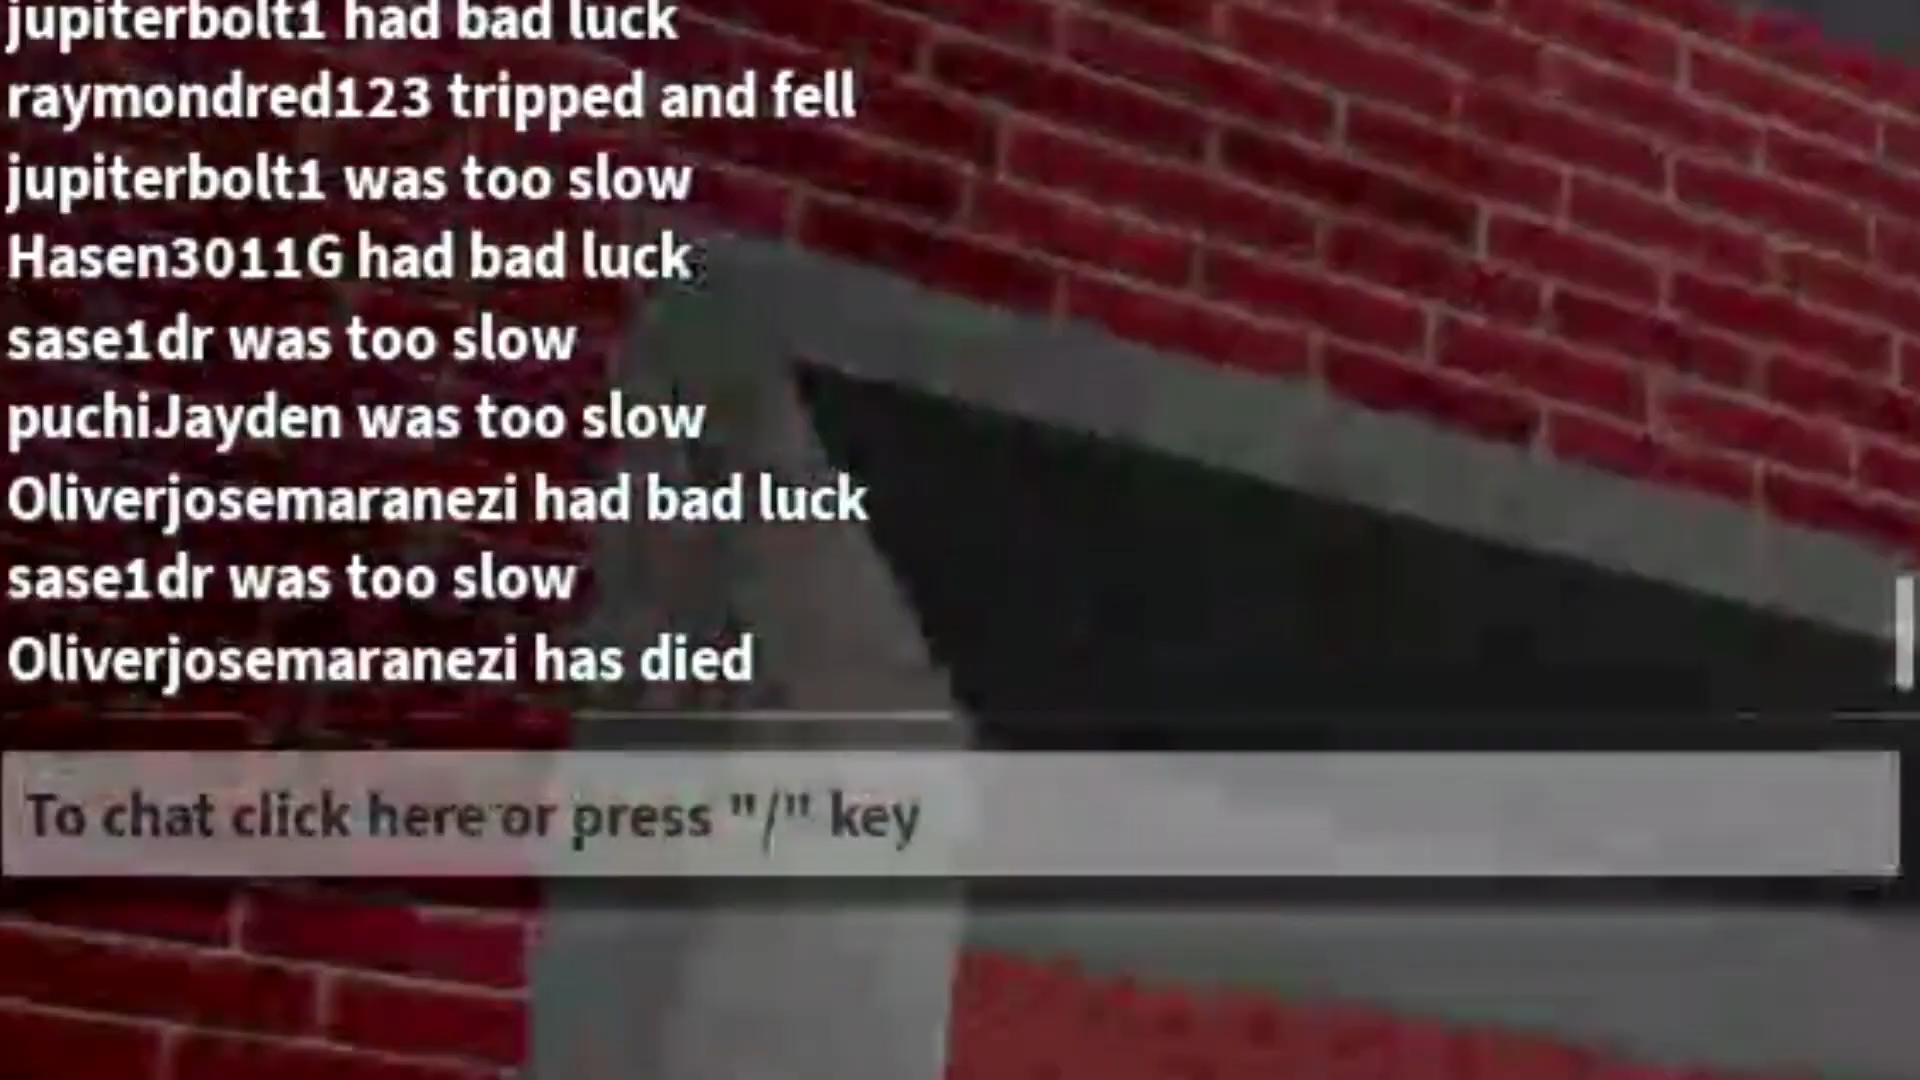 jupiterbolt1 had bad luck
raymondred123 tripped and fell
jupiterbolt1 was too slow
Hasen3011G had bad luck
sase1dr was too slow
puchiJayden was too slow
Oliverjosemaranezi had bad luck
sase1dr was too slow
Oliverjosemaranezi has died
To chat click here or press "/" key